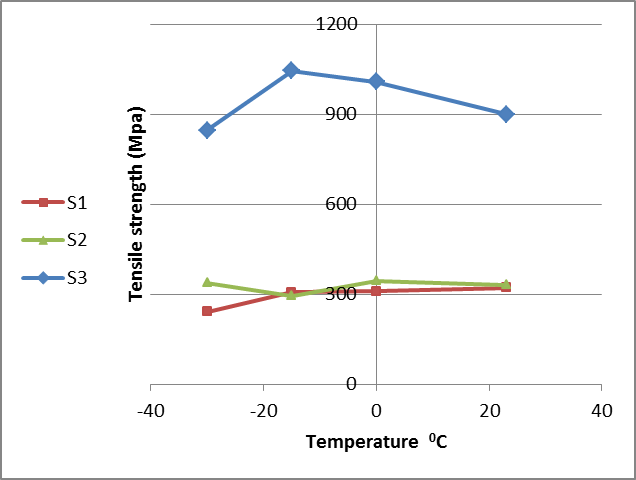 1200
900
600
300
0
Tensile strength (Mpa)
S1
S2
S3
-40 -20 0 20 40
Temperature ⁰C